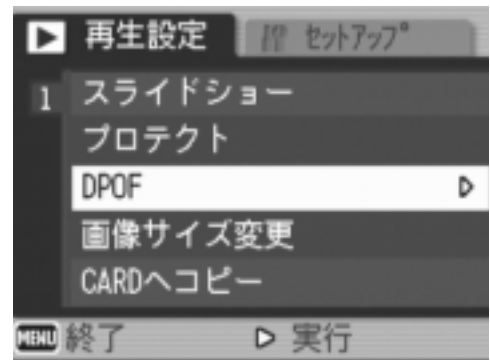 再生設定 セットアップ
1 スライドショー
プロテクト
DPOF
画像サイズ変更
CARDへコピー
MENU 終了 実行